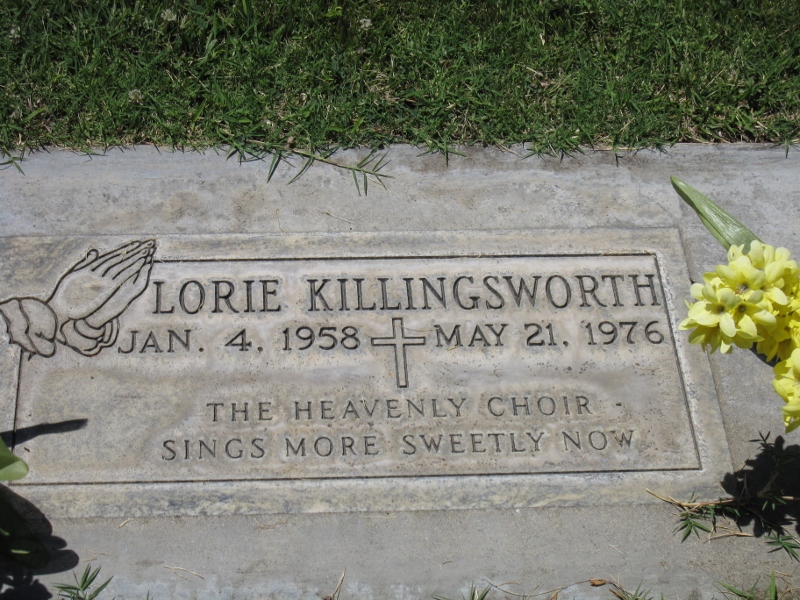 LORIE KILLINGSWORTH
JAN. 4, 1958 MAY 21, 1976
THE HEAVENLY CHOIR
SINGS MORE SWEETLY NOW